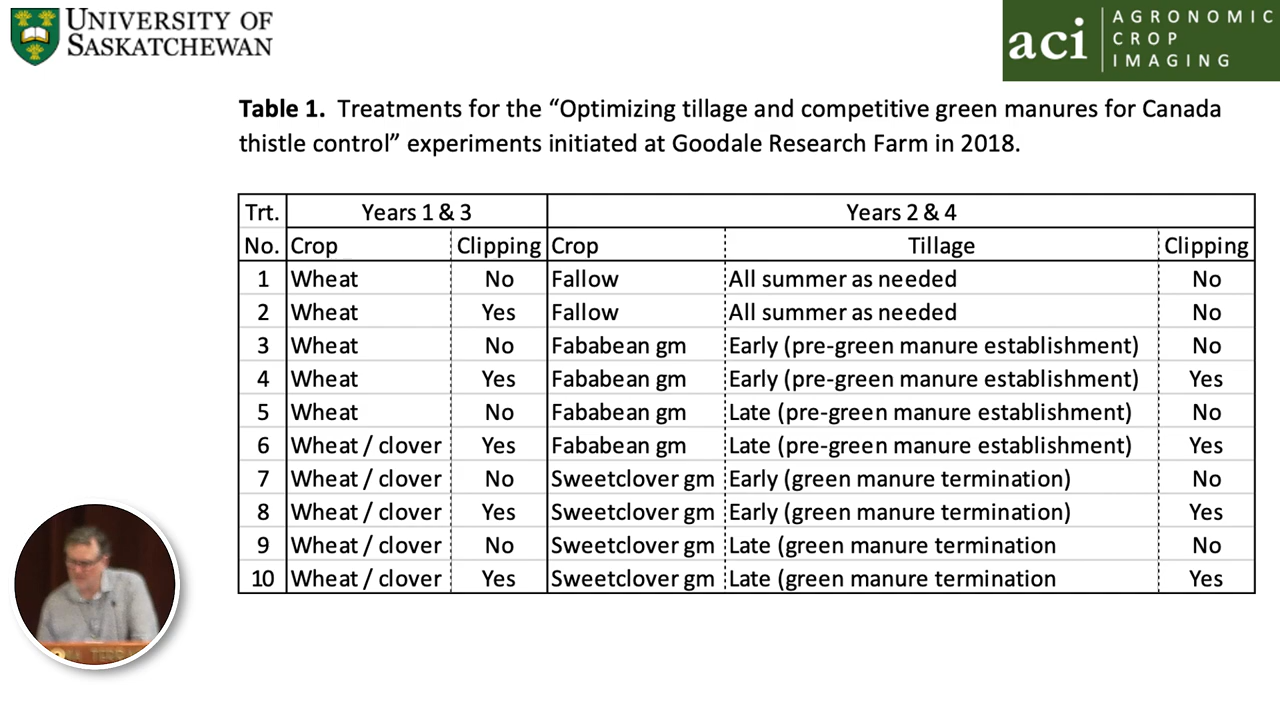 UNIVERSITY OF
SASKATCHEWAN
aci
AGRONOMIC
CROP
IMAGING
Table 1. Treatments for the “Optimizing tillage and competitive green manures for Canada
thistle control” experiments initiated at Goodale Research Farm in 2018.
Trt. Years 1 & 3 Years 2 & 4
No. Crop Clipping Crop Tillage Clipping
1 Wheat No Fallow All summer as needed No
2 Wheat Yes Fallow All summer as needed No
3 Wheat No Fababean gm Early (pre-green manure establishment) No
4 Wheat Yes Fababean gm Early (pre-green manure establishment) Yes
5 Wheat No Fababean gm Late (pre-green manure establishment) No
6 Wheat / clover Yes Fababean gm Late (pre-green manure establishment) Yes
7 Wheat / clover No Sweetclover gm Early (green manure termination) No
8 Wheat / clover Yes Sweetclover gm Early (green manure termination) Yes
9 Wheat / clover No Sweetclover gm Late (green manure termination No
10 Wheat / clover Yes Sweetclover gm Late (green manure termination Yes